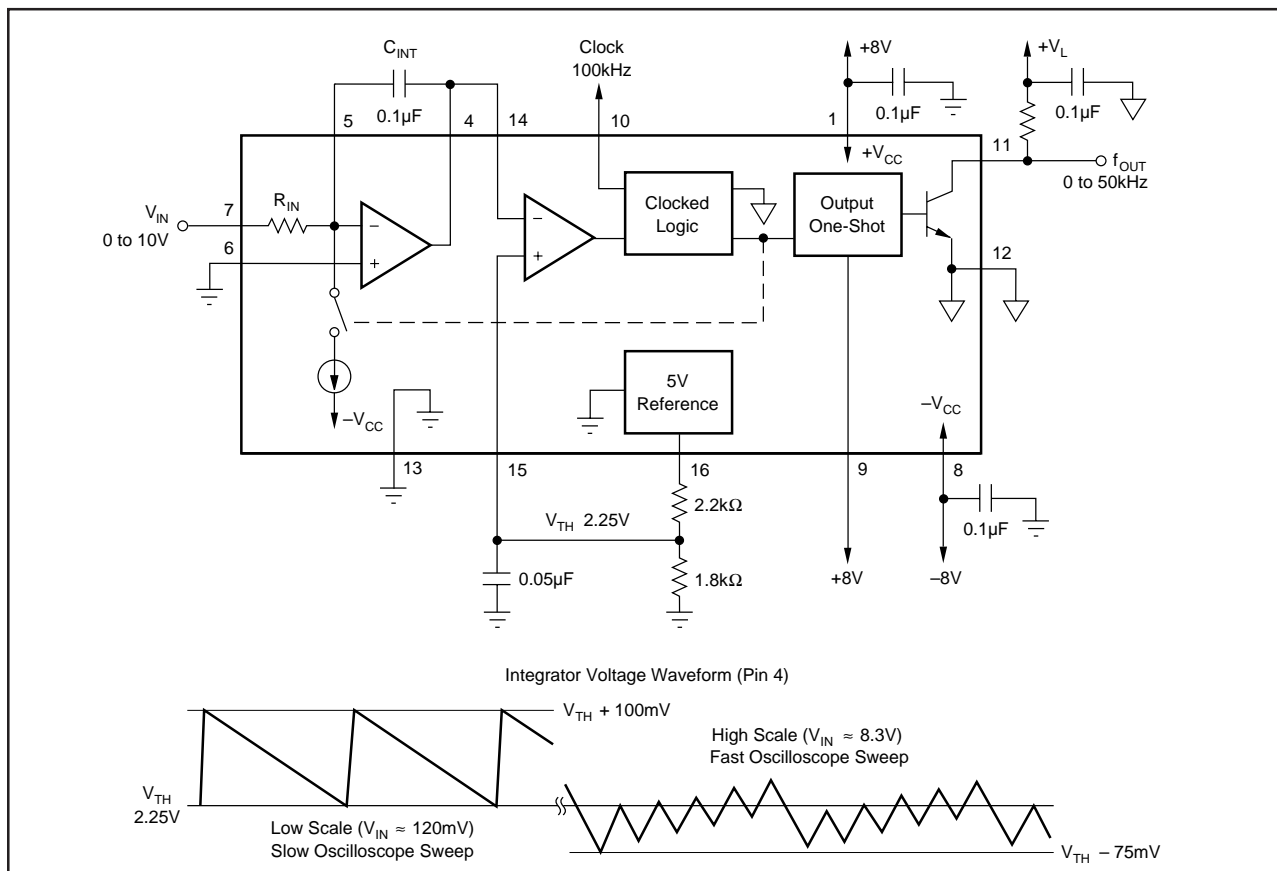 C_INT
0.1µF
Clock
100kHz
+8V
0.1µF
+V_L
0.1µF
5
4
14
10
1
11
f_OUT
0 to 50kHz
+V_CC
V_IN
0 to 10V
7
R_IN
6
–
+
–
+
Clocked
Logic
Output
One-Shot
12
–V_CC
5V
Reference
–V_CC
13
15
16
9
8
2.2kΩ
V_TH 2.25V
0.05µF
1.8kΩ
+8V
–8V
0.1µF
Integrator Voltage Waveform (Pin 4)
V_TH + 100mV
High Scale (V_IN ≈ 8.3V)
Fast Oscilloscope Sweep
V_TH
2.25V
Low Scale (V_IN ≈ 120mV)
Slow Oscilloscope Sweep
V_TH – 75mV